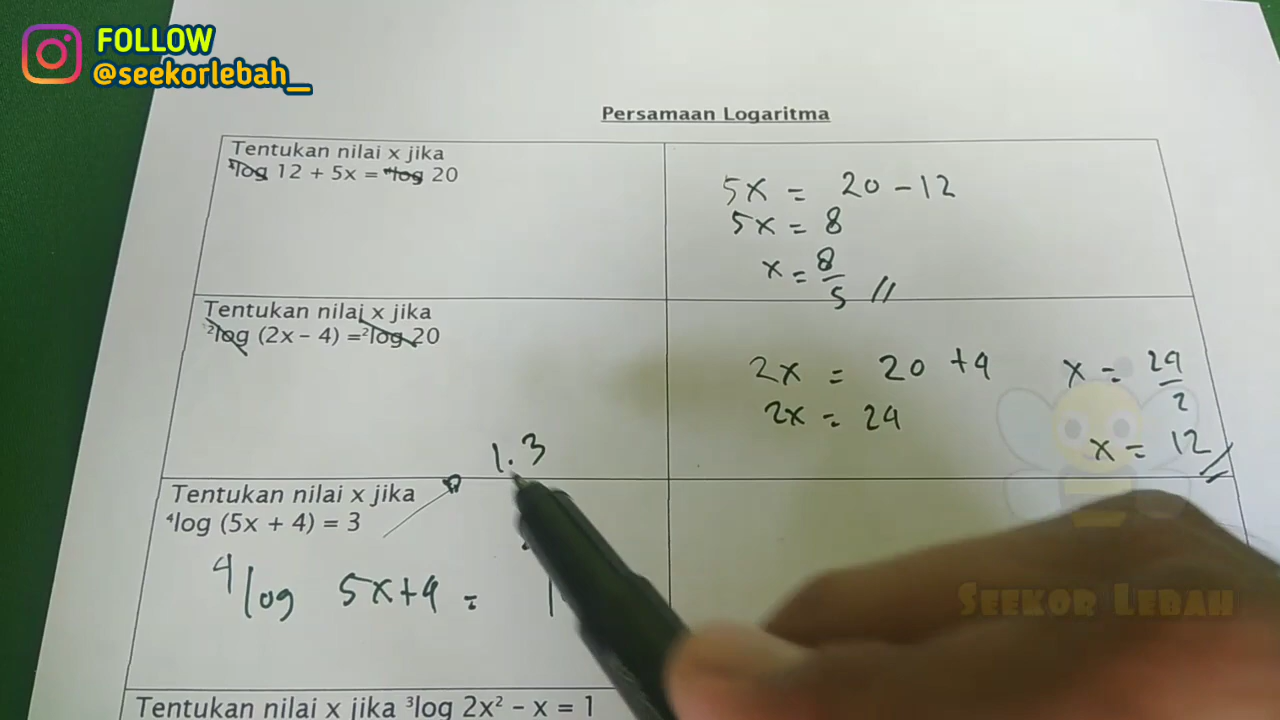 FOLLOW
@seekorlebah_
Persamaan Logaritma
Tentukan nilai x jika
log 12 + 5x = log 20
5x = 20 - 12
5x = 8
x = 8/5 //
Tentukan nilai x jika
²log (2x – 4) =²log 20
2x = 20 + 4
2x = 24
x = 24/2
x = 12 //
1.3
Tentukan nilai x jika
⁴log (5x + 4) = 3
⁴log 5x+4 =
SEEKOR LEBAH
Tentukan nilai x jika ³log 2x² – x = 1